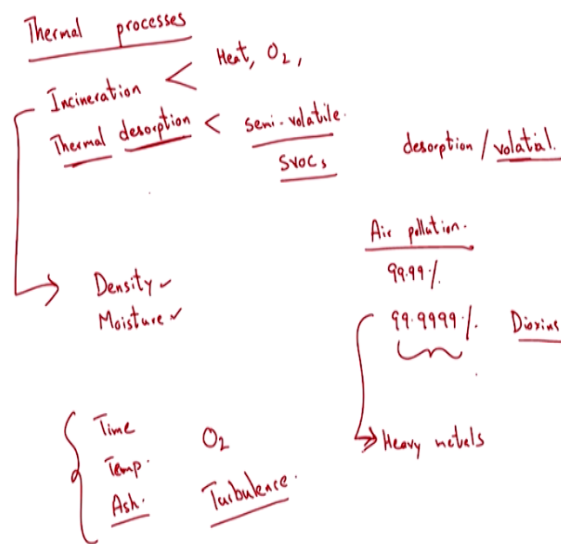 Thermal processes
Incineration < Heat, O2,
Thermal desorption < Semi-volatile.
SVOCs
desorption / volatial.
Air pollution.
99.99%
99.9999%. Dioxins
Heavy metals
Density ✓
Moisture ✓
Time O2
Temp.
Ash. Turbulence.